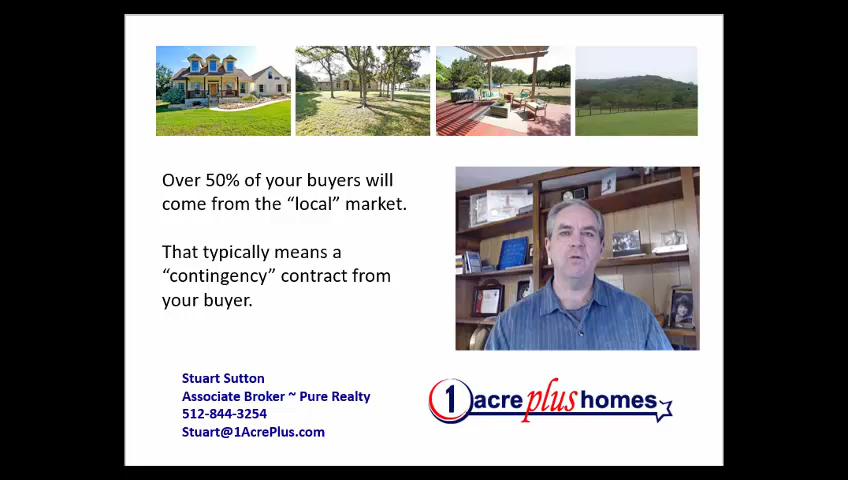 Over 50% of your buyers will
come from the “local” market.
That typically means a
“contingency” contract from
your buyer.
Stuart Sutton
Associate Broker ~ Pure Realty
512-844-3254
Stuart@1AcrePlus.com
1 acre plus homes